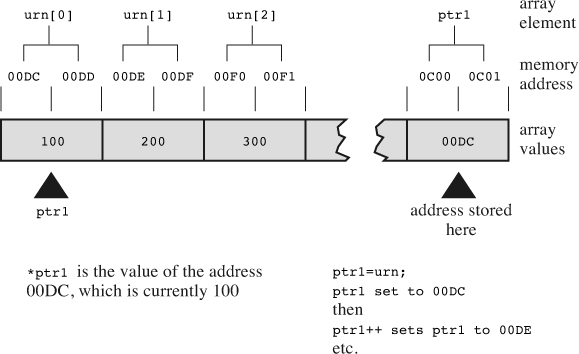 array
urn[0] urn[1] urn[2] ptr1 element
memory
00DC 00DD 00DE 00DF 00F0 00F1 0C00 0C01 address
array
100 200 300 00DC values
ptr1 address stored
here
*ptr1 is the value of the address
00DC, which is currently 100
ptr1=urn;
ptr1 set to 00DC
then
ptr1++ sets ptr1 to 00DE
etc.